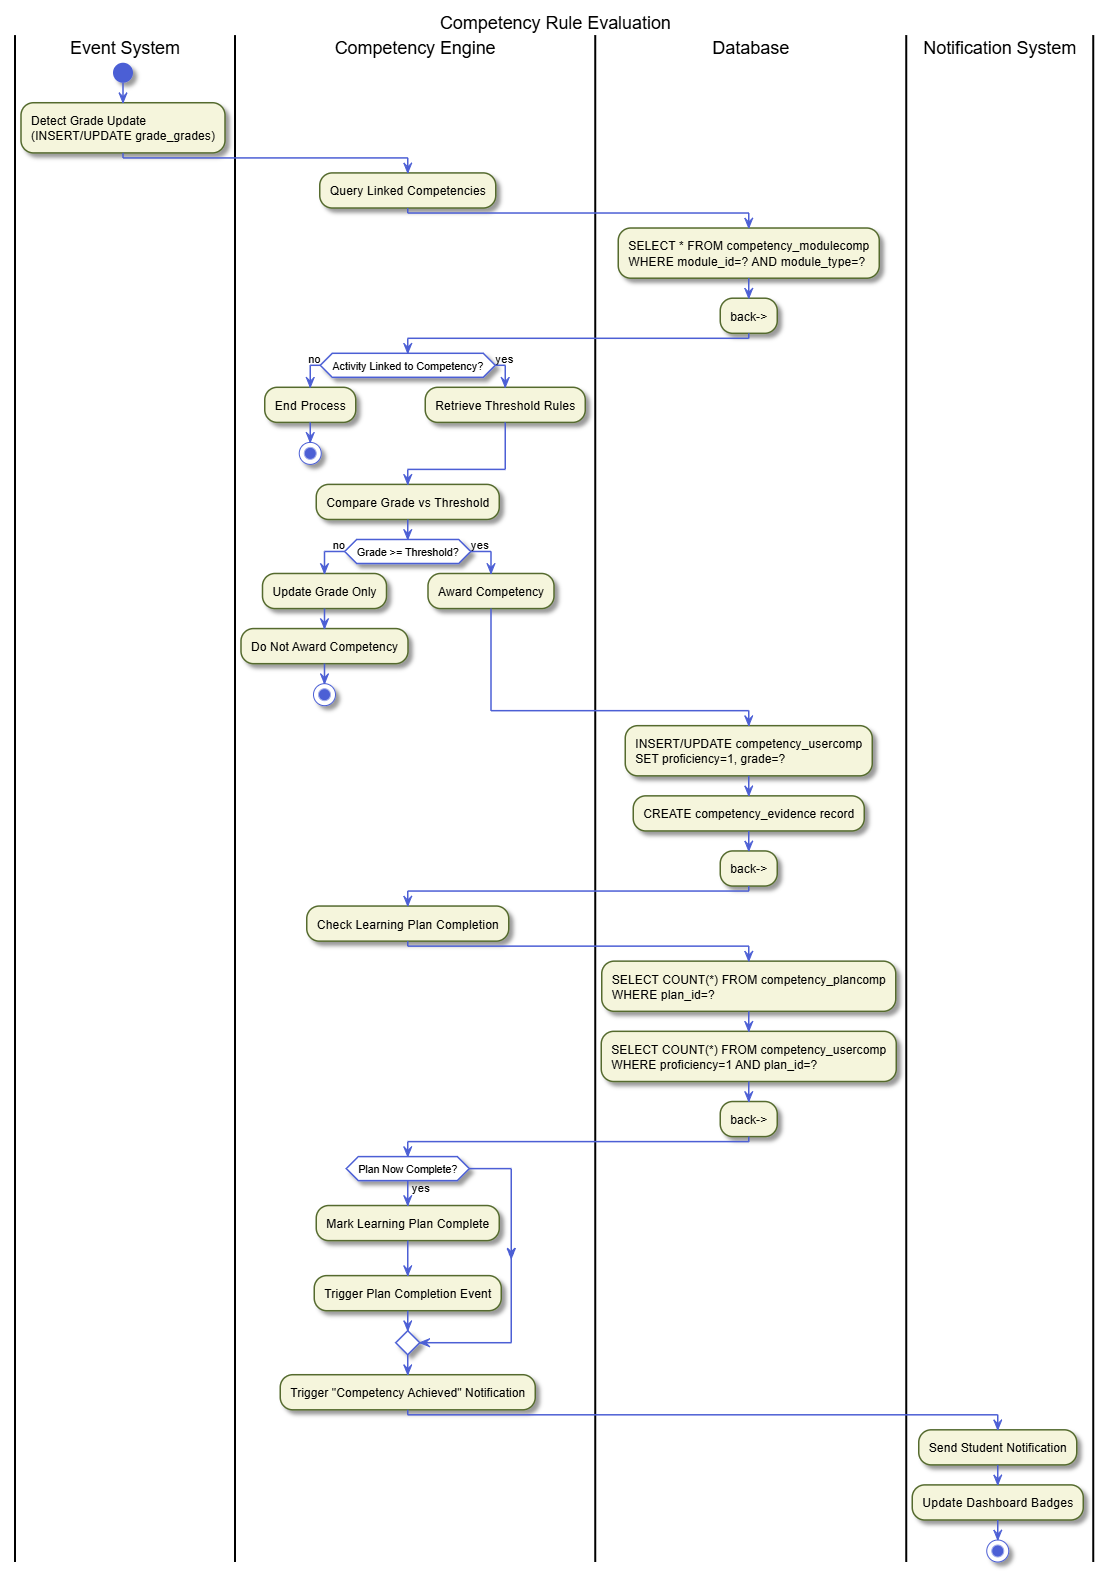 Competency Rule Evaluation
Event System
Competency Engine
Database
Notification System
Detect Grade Update
(INSERT/UPDATE grade_grades)
Query Linked Competencies
SELECT * FROM competency_modulecomp
WHERE module_id=? AND module_type=?
back->
no
Activity Linked to Competency?
yes
End Process
Retrieve Threshold Rules
Compare Grade vs Threshold
no
Grade >= Threshold?
yes
Update Grade Only
Award Competency
Do Not Award Competency
INSERT/UPDATE competency_usercomp
SET proficiency=1, grade=?
CREATE competency_evidence record
back->
Check Learning Plan Completion
SELECT COUNT(*) FROM competency_plancomp
WHERE plan_id=?
SELECT COUNT(*) FROM competency_usercomp
WHERE proficiency=1 AND plan_id=?
back->
Plan Now Complete?
yes
Mark Learning Plan Complete
Trigger Plan Completion Event
Trigger "Competency Achieved" Notification
Send Student Notification
Update Dashboard Badges